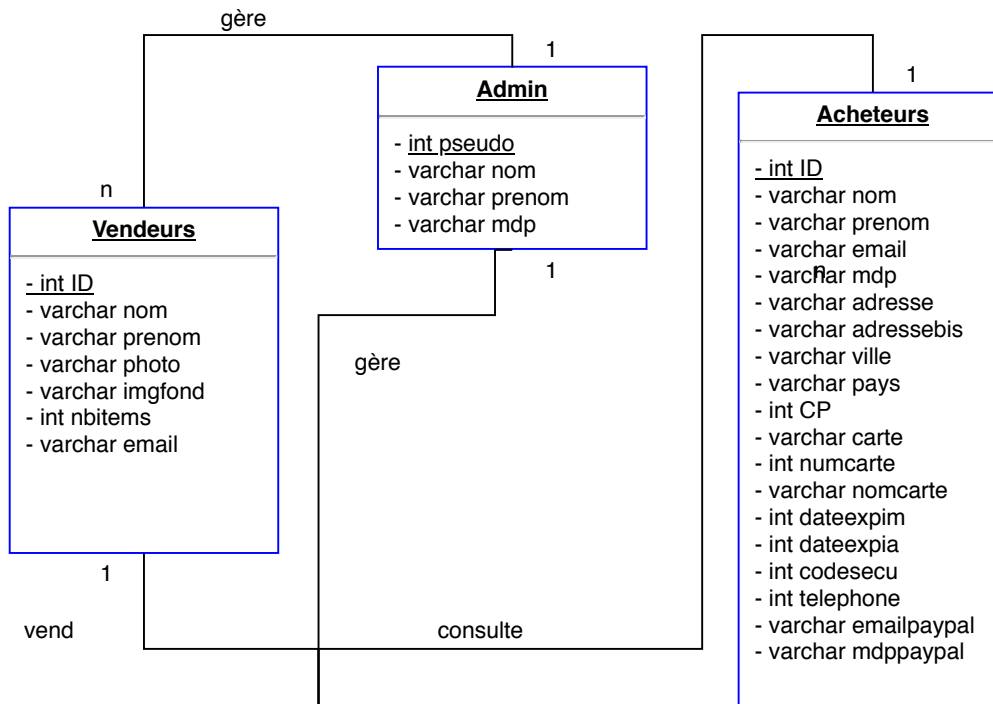 gère
1
Admin
- int pseudo
- varchar nom
- varchar prenom
- varchar mdp
1
gère
n
Vendeurs
- int ID
- varchar nom
- varchar prenom
- varchar photo
- varchar imgfond
- int nbitems
- varchar email
1
vend
consulte
1
Acheteurs
- int ID
- varchar nom
- varchar prenom
- varchar email
- varchar mdp
n
- varchar adresse
- varchar adressebis
- varchar ville
- varchar pays
- int CP
- varchar carte
- int numcarte
- varchar nomcarte
- int dateexpim
- int dateexpia
- int codesecu
- int telephone
- varchar emailpaypal
- varchar mdppaypal